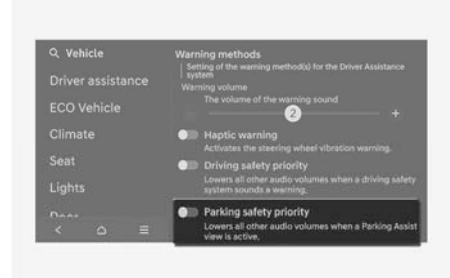 Vehicle
Driver assistance
ECO Vehicle
Climate
Seat
Lights
Door
Warning methods
Setting of the warning method(s) for the Driver Assistance
system
Warning volume
The volume of the warning sound
2
+
Haptic warning
Activates the steering wheel vibration warning.
Driving safety priority
Lowers all other audio volumes when a driving safety
system sounds a warning.
Parking safety priority
Lowers all other audio volumes when a Parking Assist
view is active.